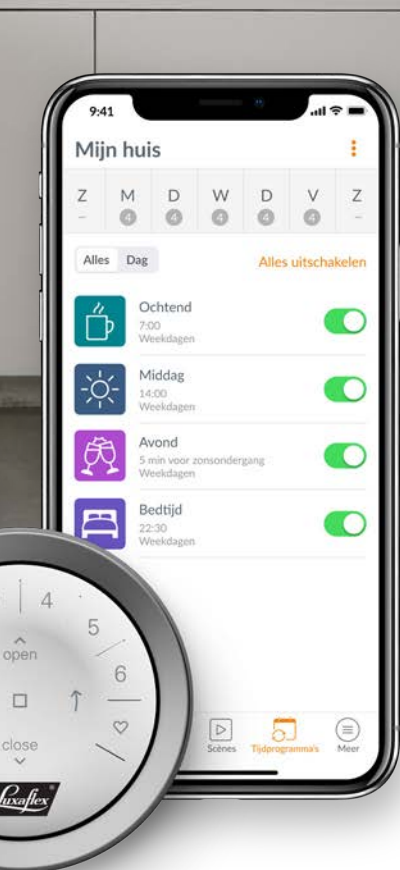 9:41
Mijn huis
Z M D W D V Z
– 4 4 4 4 4 –
Alles Dag Alles uitschakelen
Ochtend
7:00
Weekdagen
Middag
14:00
Weekdagen
Avond
5 min voor zonsondergang
Weekdagen
Bedtijd
22:30
Weekdagen
4
5
open
6
close
Luxaflex®
Scènes Tijdprogramma's Meer